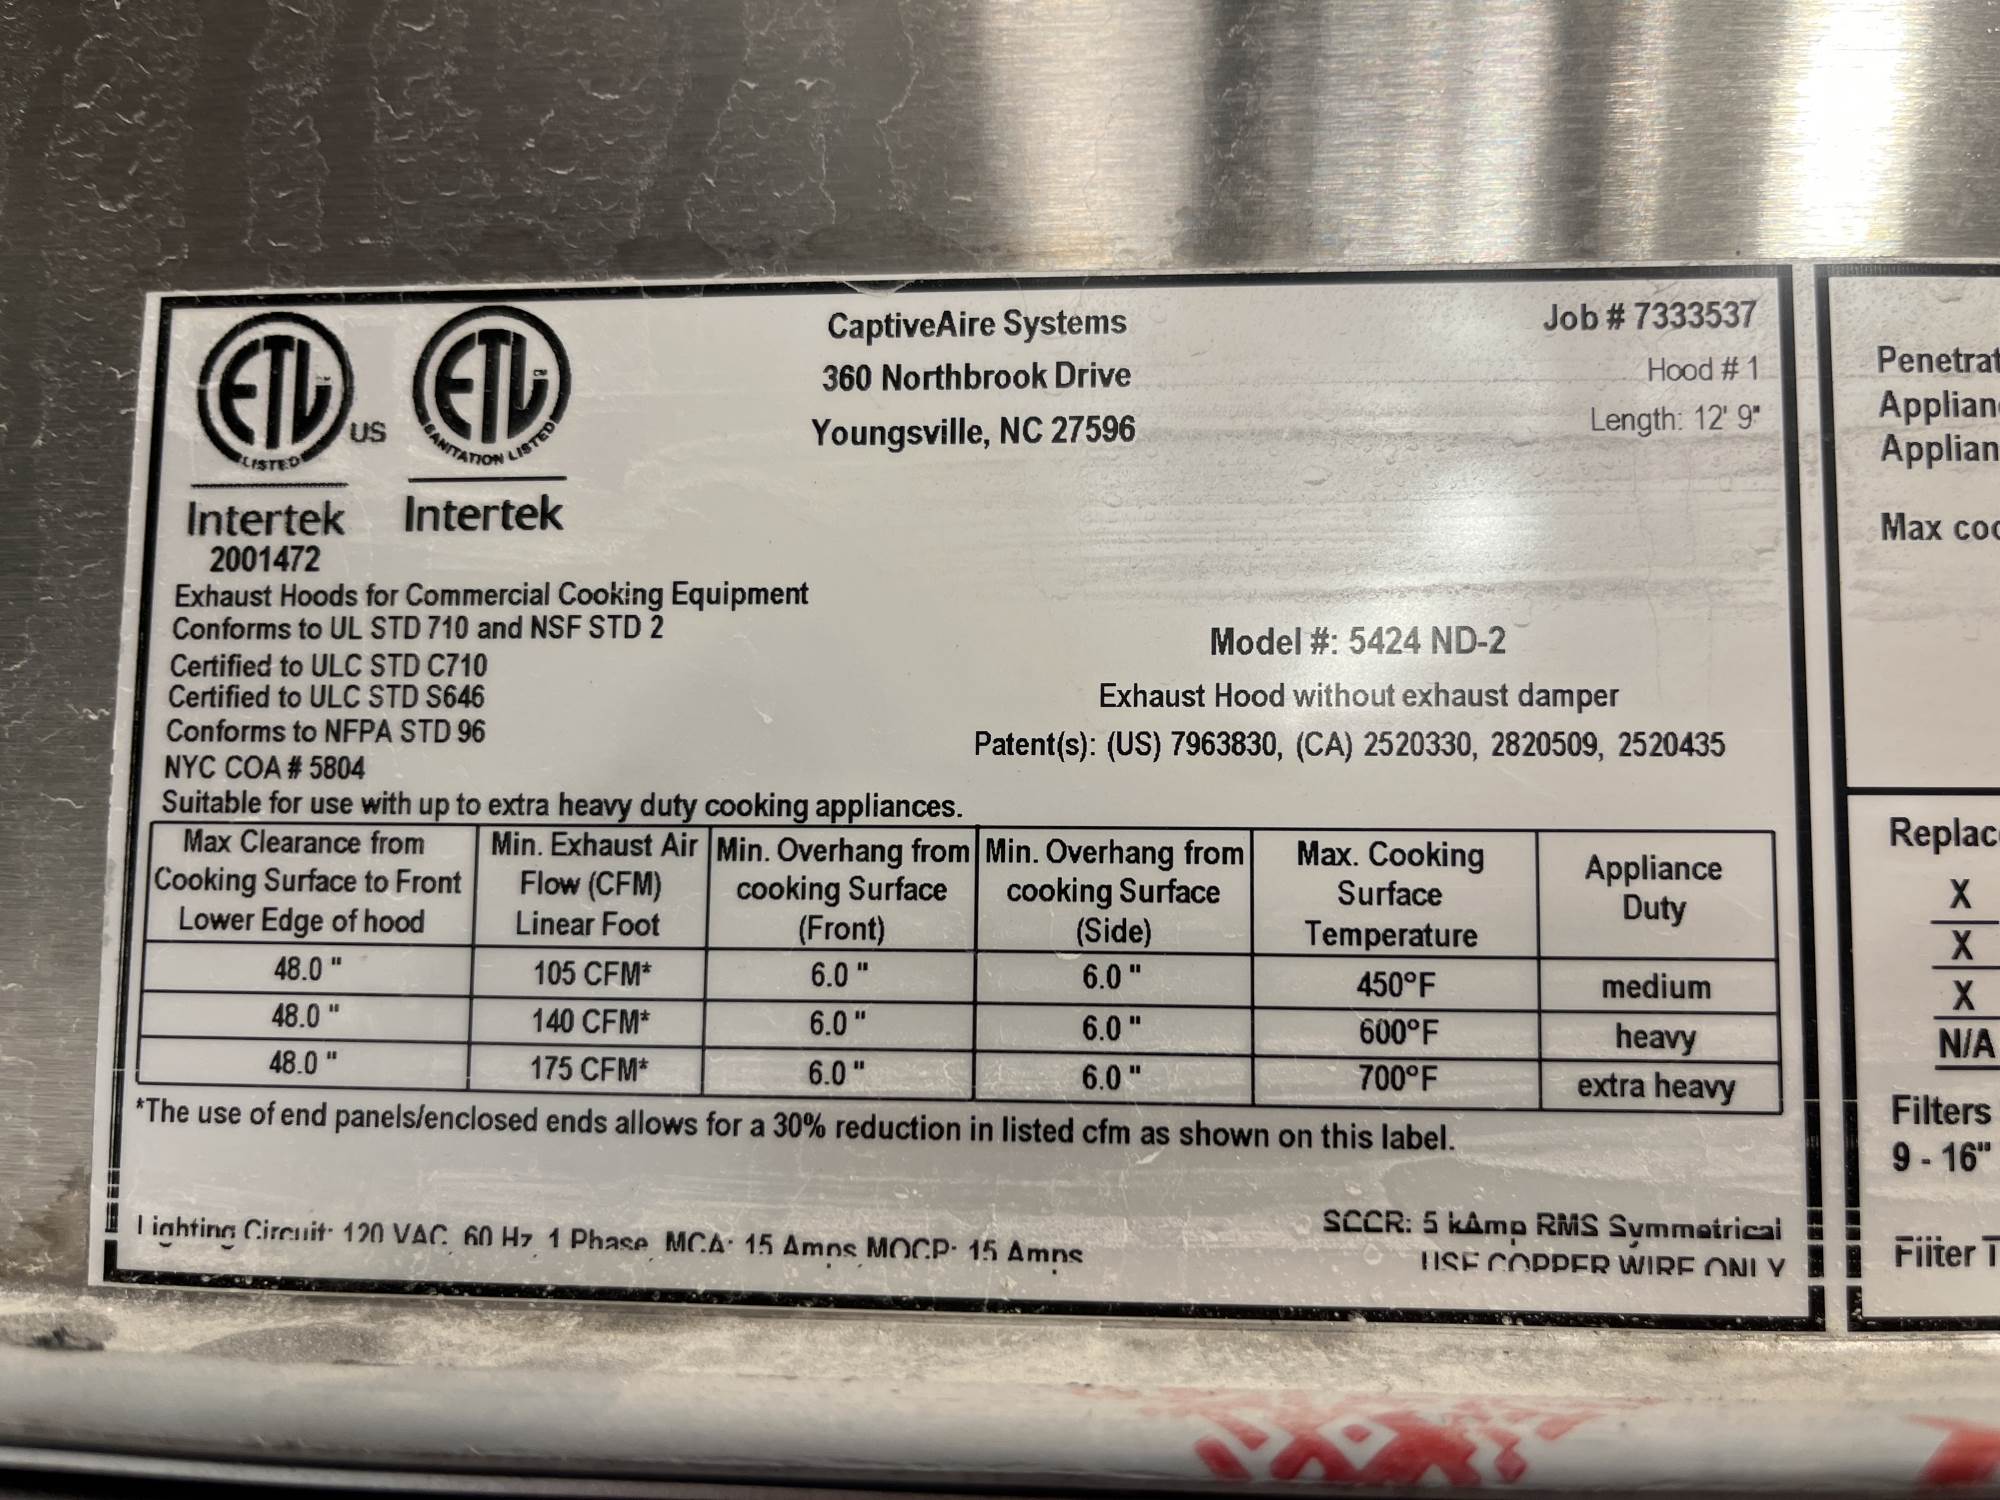 ETL
LISTED
US
Intertek
2001472
ETL
SANITATION LISTED
Intertek
CaptiveAire Systems
360 Northbrook Drive
Youngsville, NC 27596
Job # 7333537
Hood # 1
Length: 12' 9"
Exhaust Hoods for Commercial Cooking Equipment
Conforms to UL STD 710 and NSF STD 2
Certified to ULC STD C710
Certified to ULC STD S646
Conforms to NFPA STD 96
NYC COA # 5804
Model #: 5424 ND-2
Exhaust Hood without exhaust damper
Patent(s): (US) 7963830, (CA) 2520330, 2820509, 2520435
Suitable for use with up to extra heavy duty cooking appliances.
Max Clearance from Cooking Surface to Front Lower Edge of hood | Min. Exhaust Air Flow (CFM) Linear Foot | Min. Overhang from cooking Surface (Front) | Min. Overhang from cooking Surface (Side) | Max. Cooking Surface Temperature | Appliance Duty
48.0 " | 105 CFM* | 6.0 " | 6.0 " | 450°F | medium
48.0 " | 140 CFM* | 6.0 " | 6.0 " | 600°F | heavy
48.0 " | 175 CFM* | 6.0 " | 6.0 " | 700°F | extra heavy
*The use of end panels/enclosed ends allows for a 30% reduction in listed cfm as shown on this label.
Lighting Circuit: 120 VAC, 60 Hz, 1 Phase, MCA: 15 Amps, MOCP: 15 Amps
SCCR: 5 kAmp RMS Symmetrical
USE COPPER WIRE ONLY
Penetrat
Applian
Applian
Max coo
Replac
X
X
X
N/A
Filters
9 - 16"
Filter T